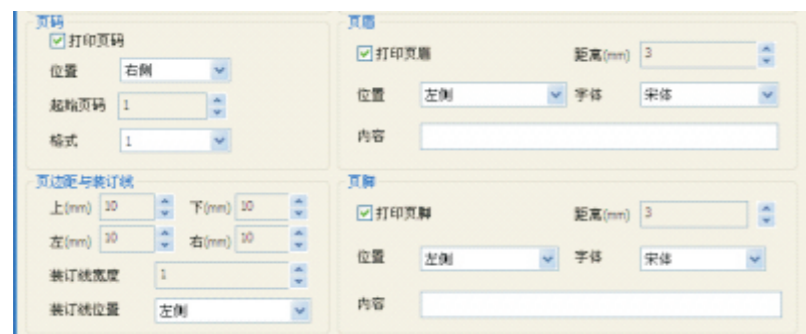 页码
打印页码
位置 右侧
起始页码 1
格式 1
页眉
打印页眉 距离(mm) 3
位置 左侧 字体 宋体
内容
页边距与装订线
上(mm) 10 下(mm) 10
左(mm) 10 右(mm) 10
装订线宽度 1
装订线位置 左侧
页脚
打印页脚 距离(mm) 3
位置 左侧 字体 宋体
内容